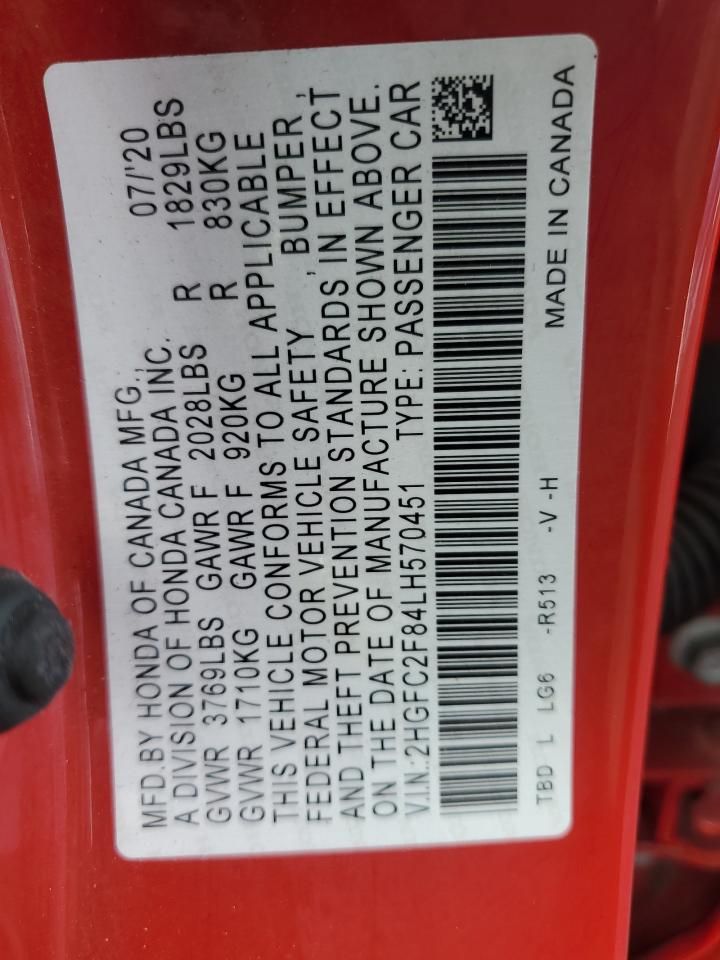 MFD.BY HONDA OF CANADA MFG., 07/'20
A DIVISION OF HONDA CANADA INC.
GVWR 3769LBS GAWR F 2028LBS R 1829LBS
GVWR 1710KG GAWR F 920KG R 830KG
THIS VEHICLE CONFORMS TO ALL APPLICABLE
FEDERAL MOTOR VEHICLE SAFETY , BUMPER ,
AND THEFT PREVENTION STANDARDS IN EFFECT
ON THE DATE OF MANUFACTURE SHOWN ABOVE.
V.I.N.:2HGFC2F84LH570451 TYPE: PASSENGER CAR
TBD L LG6 -R513 -V -H MADE IN CANADA